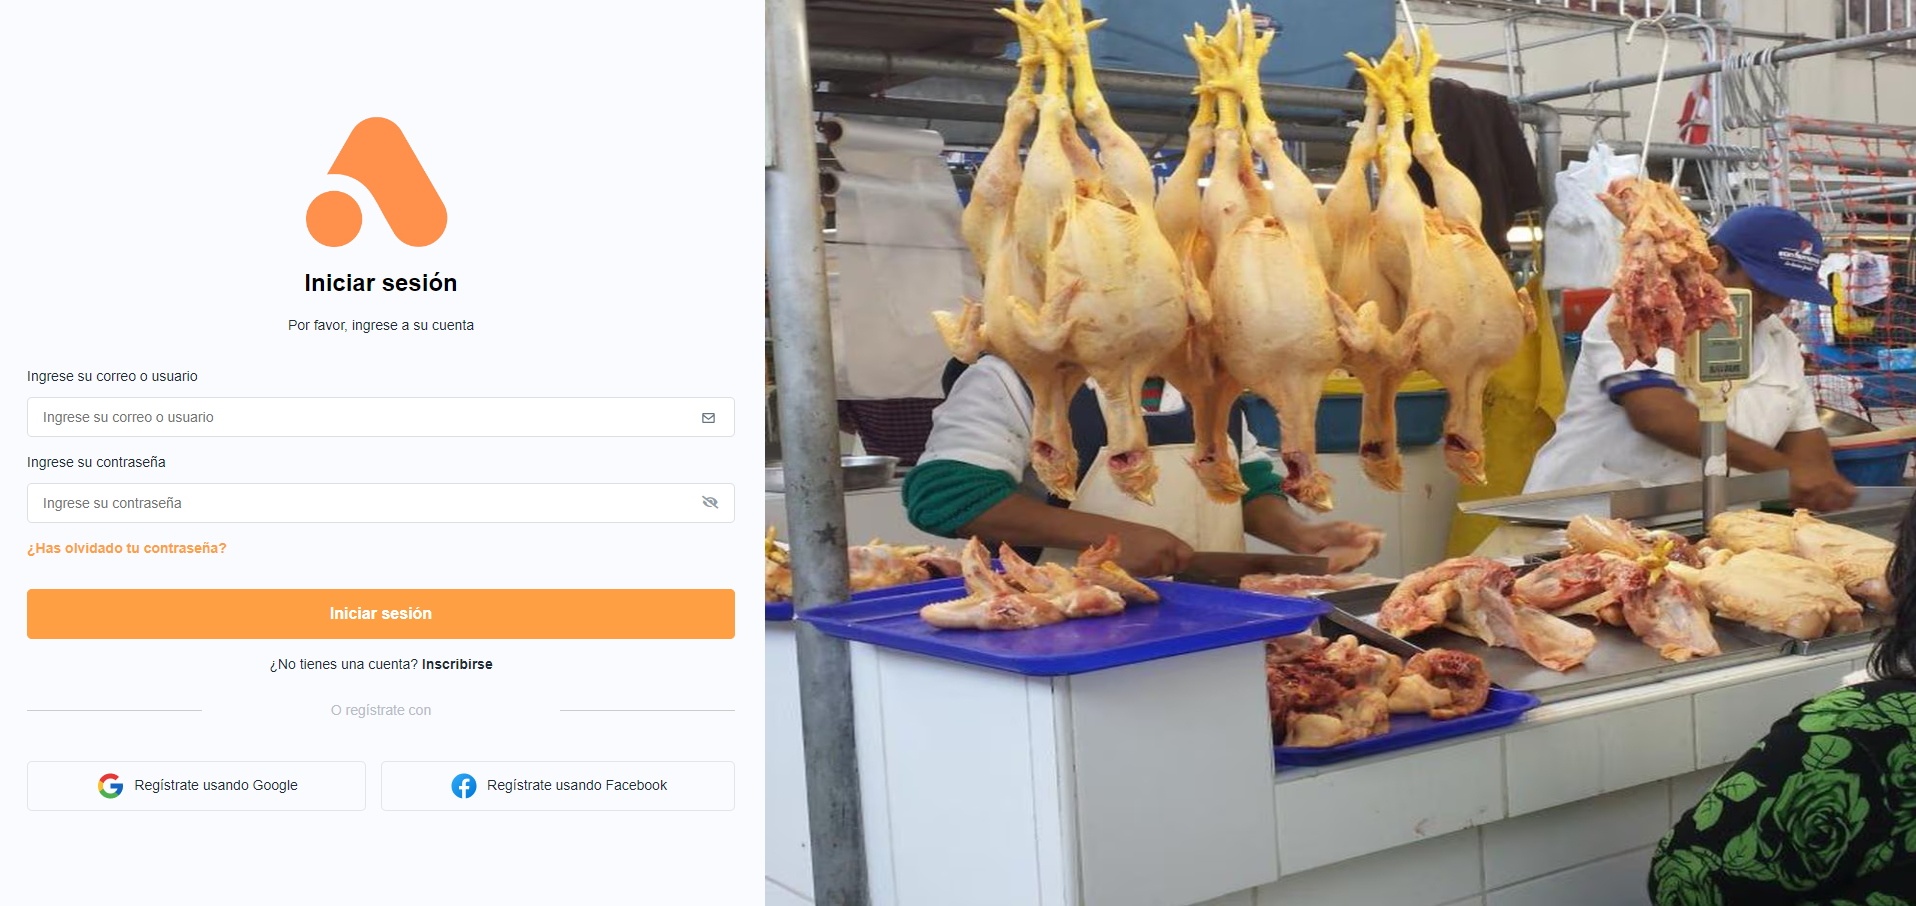 Iniciar sesión
Por favor, ingrese a su cuenta
Ingrese su correo o usuario
Ingrese su correo o usuario
Ingrese su contraseña
Ingrese su contraseña
¿Has olvidado tu contraseña?
Iniciar sesión
¿No tienes una cuenta? Inscribirse
O regístrate con
Regístrate usando Google
Regístrate usando Facebook